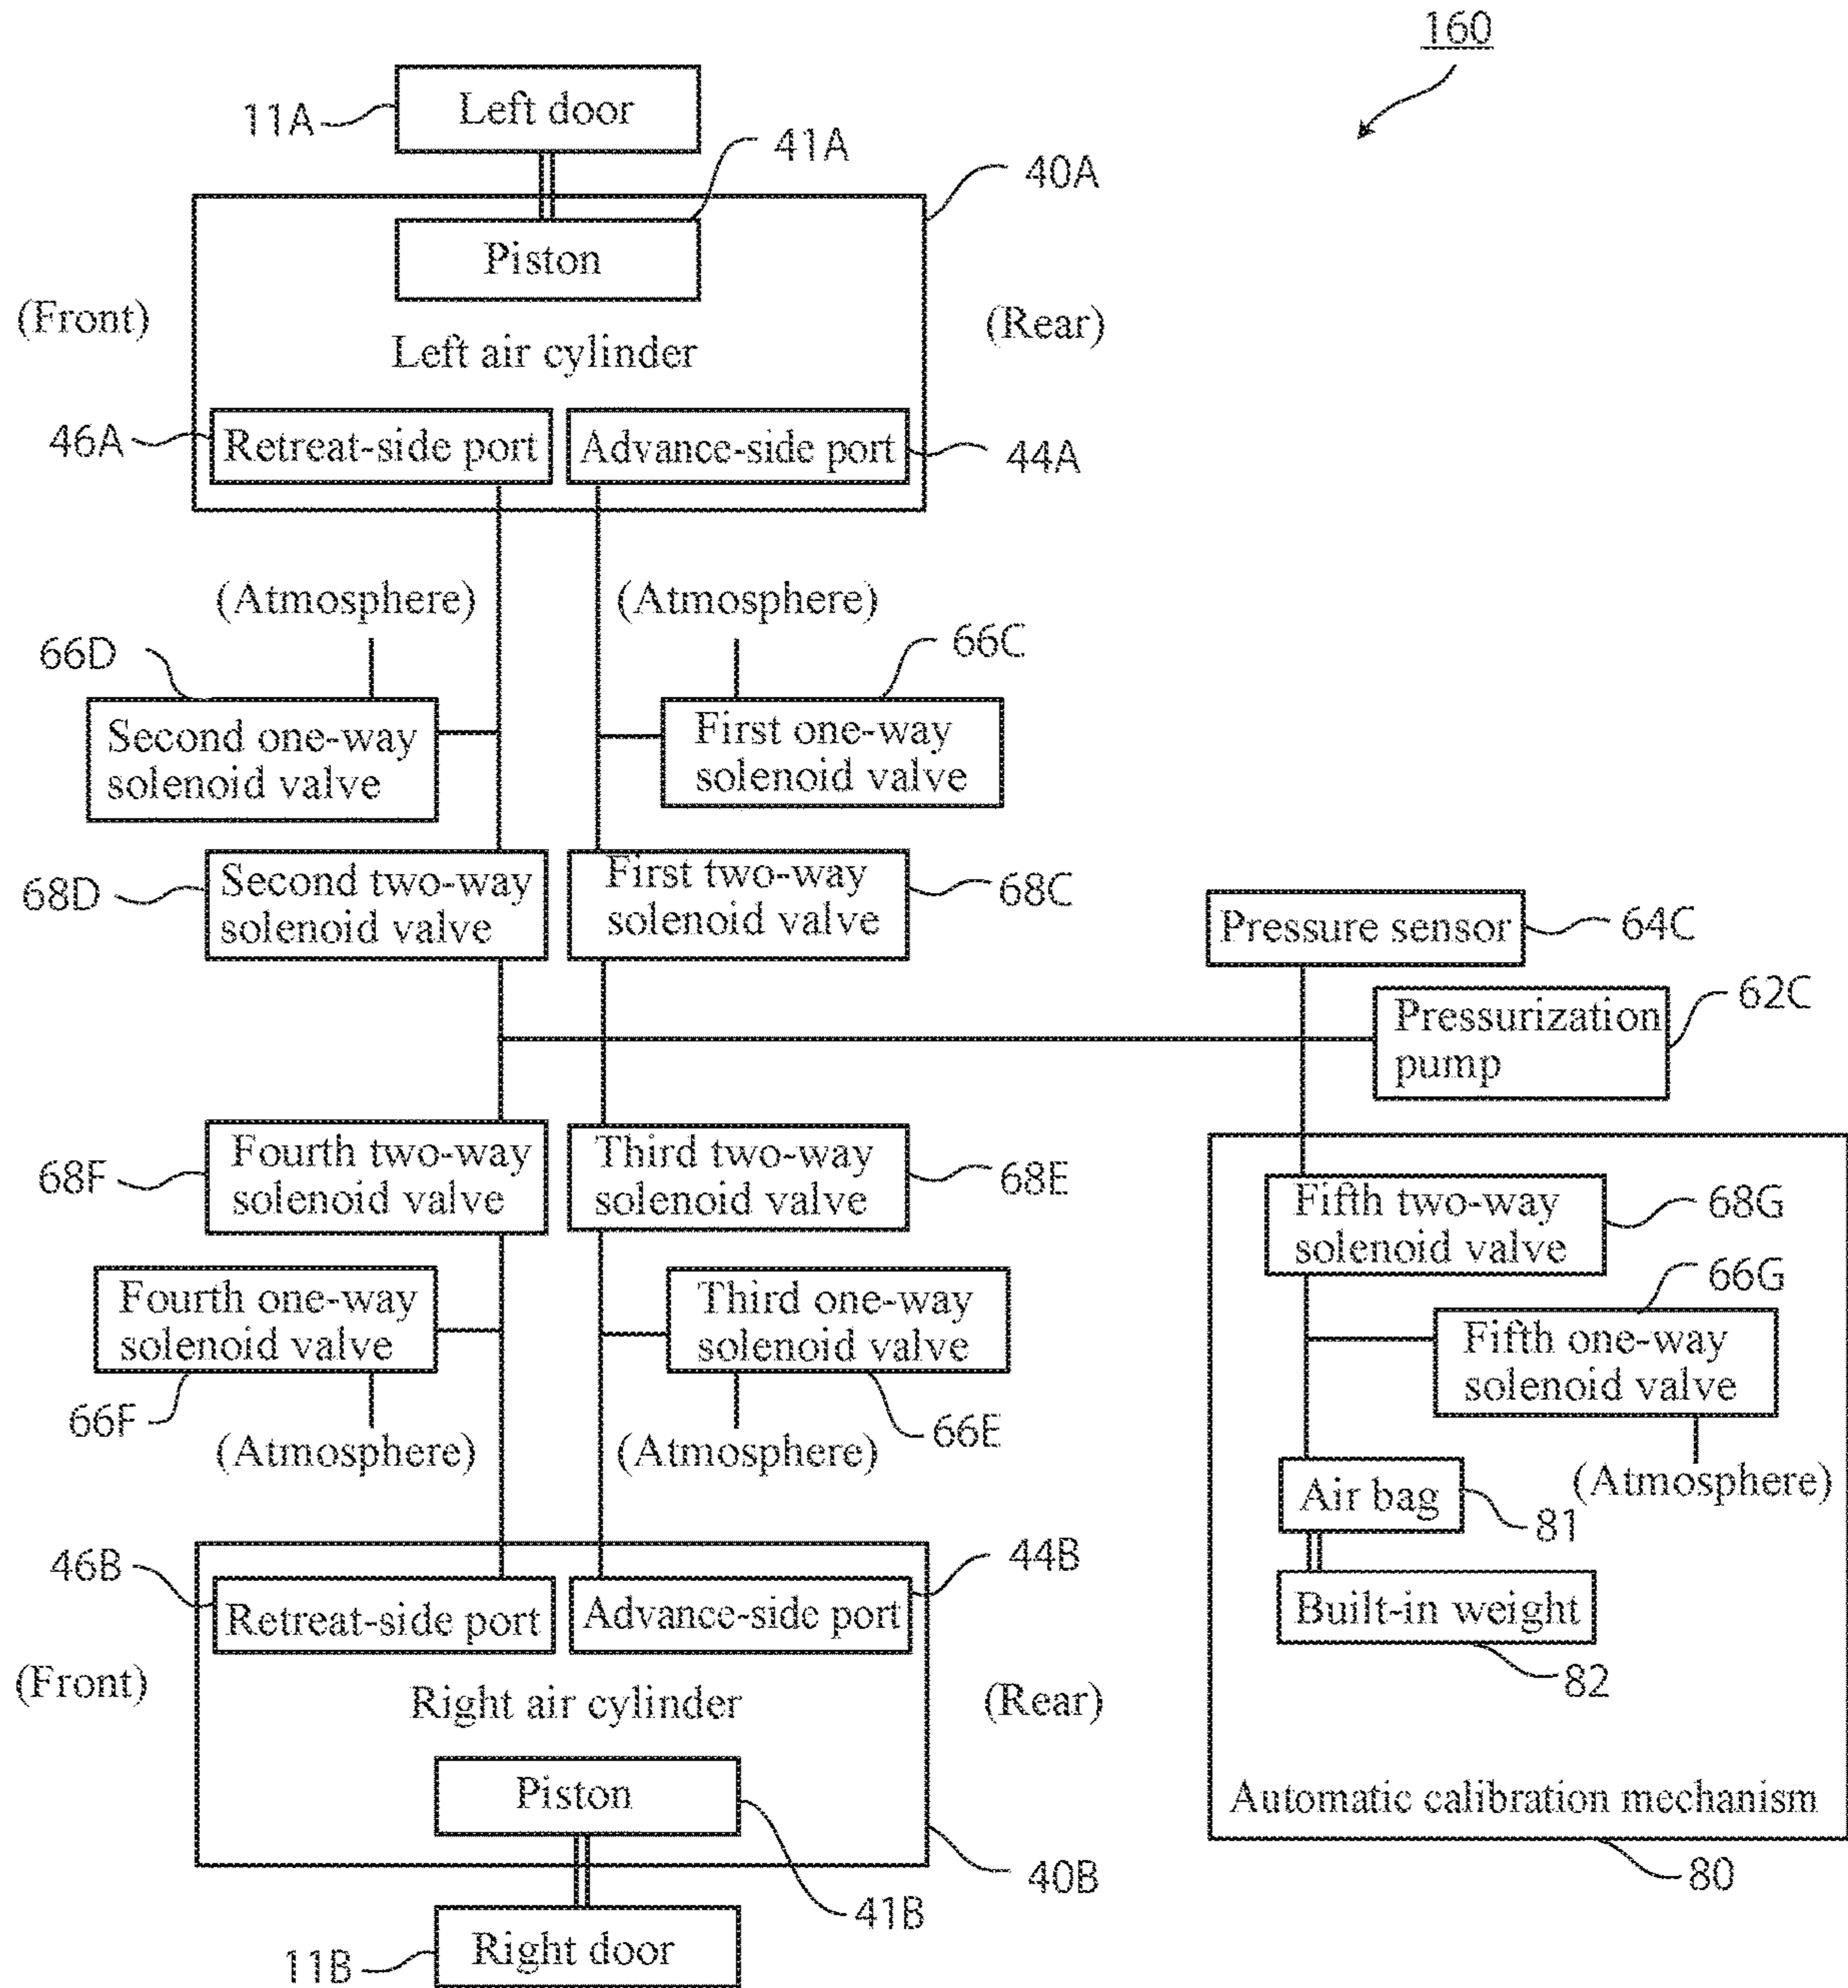 160
11A
Left door
41A
40A
Piston
(Front)
(Rear)
Left air cylinder
46A
Retreat-side port
Advance-side port
44A
(Atmosphere)
(Atmosphere)
66D
66C
Second one-way
solenoid valve
First one-way
solenoid valve
68D
Second two-way
solenoid valve
First two-way
solenoid valve
68C
Pressure sensor
64C
Pressurization
pump
62C
68F
Fourth two-way
solenoid valve
Third two-way
solenoid valve
68E
Fifth two-way
solenoid valve
68G
66G
Fourth one-way
solenoid valve
Third one-way
solenoid valve
Fifth one-way
solenoid valve
66F
(Atmosphere)
(Atmosphere)
66E
(Atmosphere)
Air bag
81
46B
44B
Retreat-side port
Advance-side port
Built-in weight
82
(Front)
Right air cylinder
(Rear)
Piston
Automatic calibration mechanism
80
40B
41B
11B
Right door